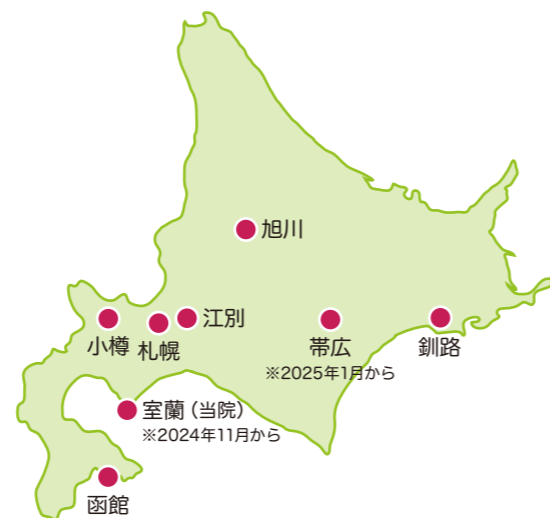 旭川
江別
小樽
札幌
帯広
※2025年1月から
釧路
室蘭（当院）
※2024年11月から
函館